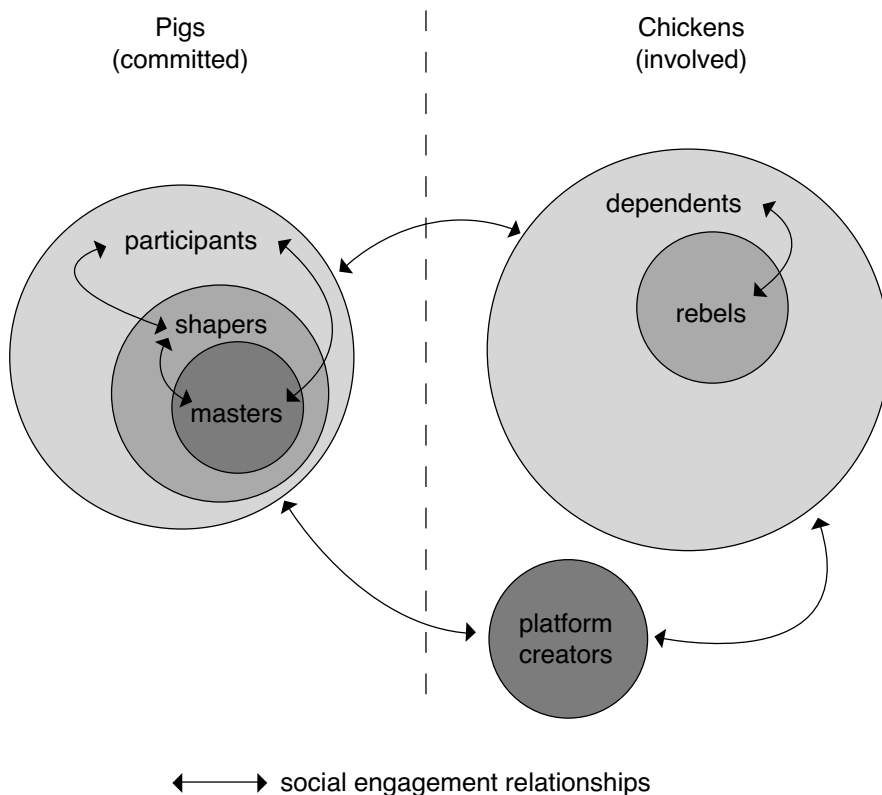 Pigs
(committed)
Chickens
(involved)
participants
shapers
masters
dependents
rebels
platform
creators
social engagement relationships